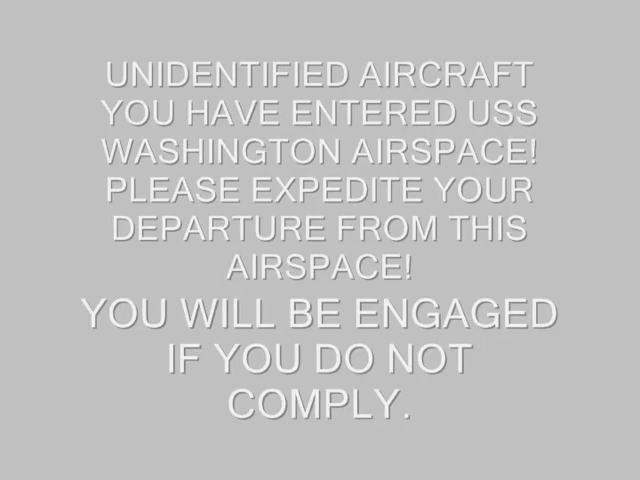 UNIDENTIFIED AIRCRAFT
YOU HAVE ENTERED USS
WASHINGTON AIRSPACE!
PLEASE EXPEDITE YOUR
DEPARTURE FROM THIS
AIRSPACE!
YOU WILL BE ENGAGED
IF YOU DO NOT
COMPLY.